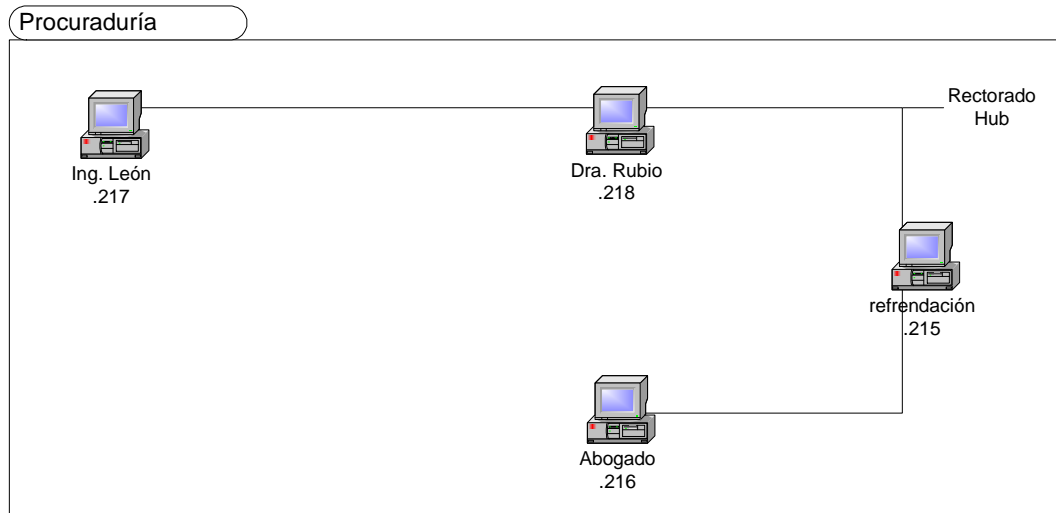 Procuraduría
Rectorado
Hub
Ing. León
.217
Dra. Rubio
.218
refrendación
.215
Abogado
.216